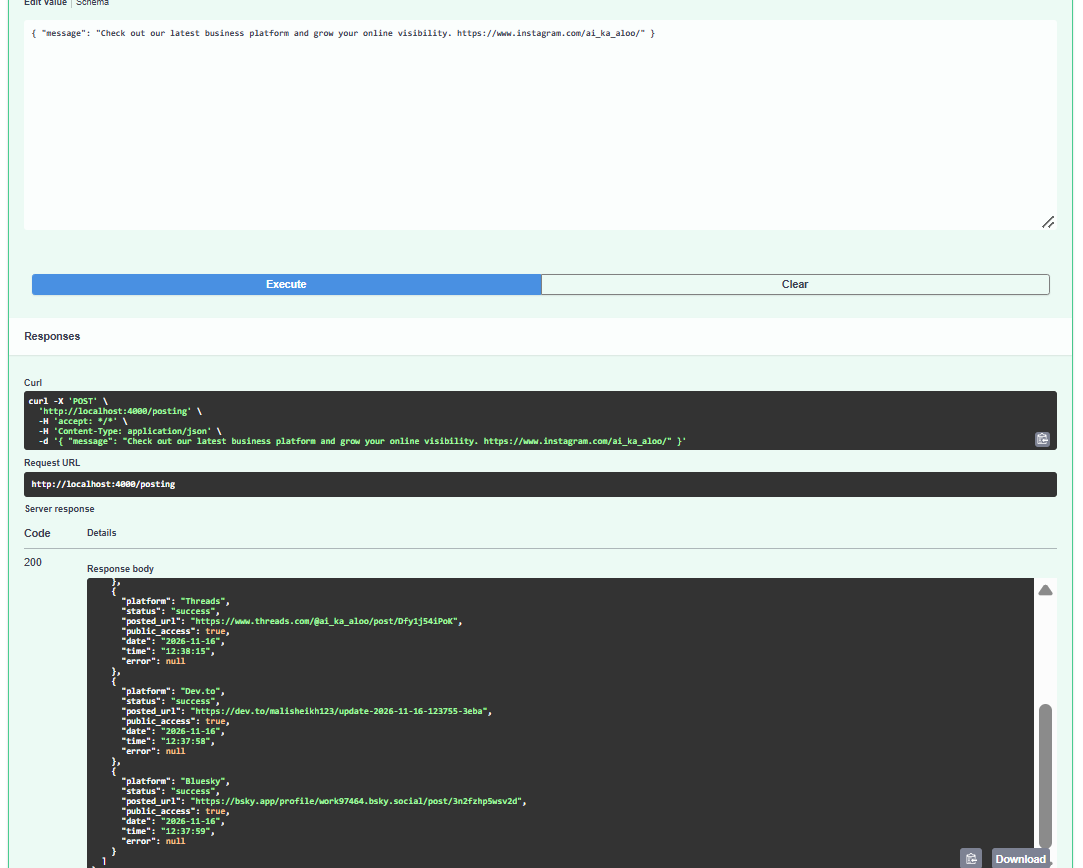 Edit Value | Schema
{ "message": "Check out our latest business platform and grow your online visibility. https://www.instagram.com/ai_ka_aloo/" }
Execute
Clear
Responses
Curl
curl -X 'POST' \
'http://localhost:4000/posting' \
-H 'accept: */*' \
-H 'Content-Type: application/json' \
-d '{ "message": "Check out our latest business platform and grow your online visibility. https://www.instagram.com/ai_ka_aloo/" }'
Request URL
http://localhost:4000/posting
Server response
Code Details
200
Response body
},
{
"platform": "Threads",
"status": "success",
"posted_url": "https://www.threads.com/@ai_ka_aloo/post/Dfy1j54iPoK",
"public_access": true,
"date": "2026-11-16",
"time": "12:38:15",
"error": null
},
{
"platform": "Dev.to",
"status": "success",
"posted_url": "https://dev.to/malisheikh123/update-2026-11-16-123755-3eba",
"public_access": true,
"date": "2026-11-16",
"time": "12:37:58",
"error": null
},
{
"platform": "Bluesky",
"status": "success",
"posted_url": "https://bsky.app/profile/work97464.bsky.social/post/3n2fzhp5wsv2d",
"public_access": true,
"date": "2026-11-16",
"time": "12:37:59",
"error": null
}
]
Download